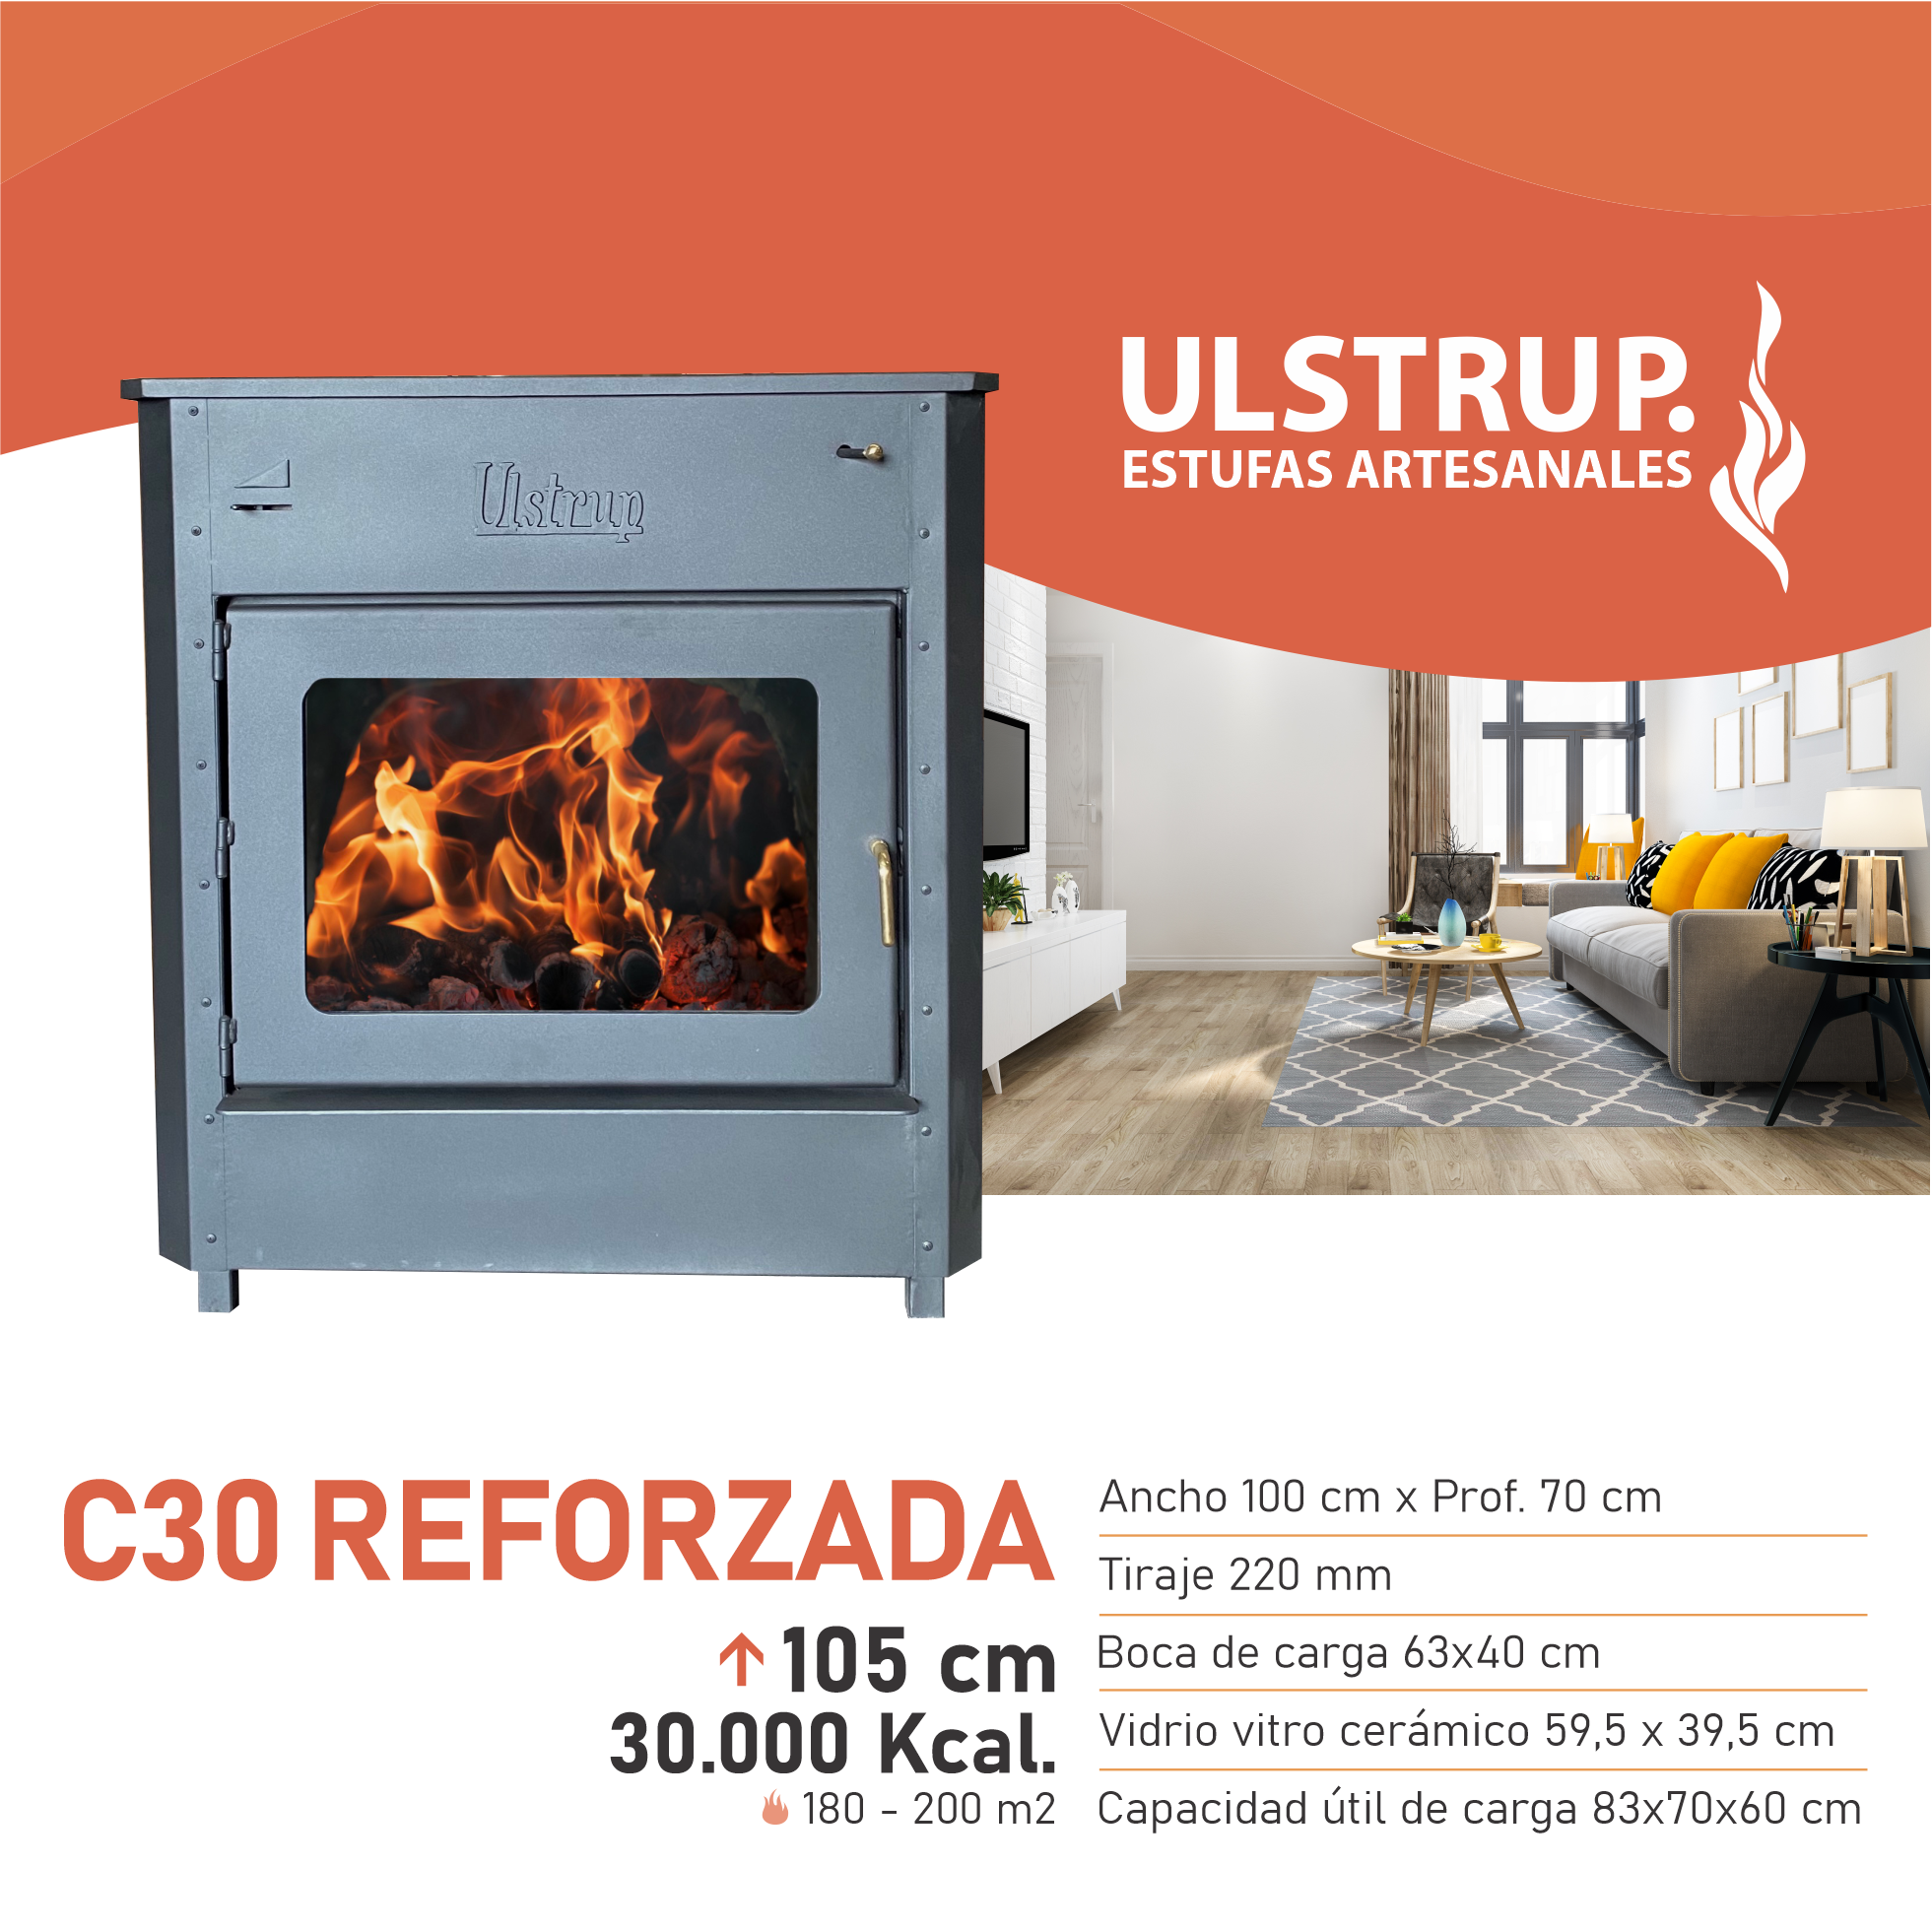 ULSTRUP.
ESTUFAS ARTESANALES
Ulstrup
C30 REFORZADA
105 cm
30.000 Kcal.
180 - 200 m2
Ancho 100 cm x Prof. 70 cm
Tiraje 220 mm
Boca de carga 63x40 cm
Vidrio vitro cerámico 59,5 x 39,5 cm
Capacidad útil de carga 83x70x60 cm